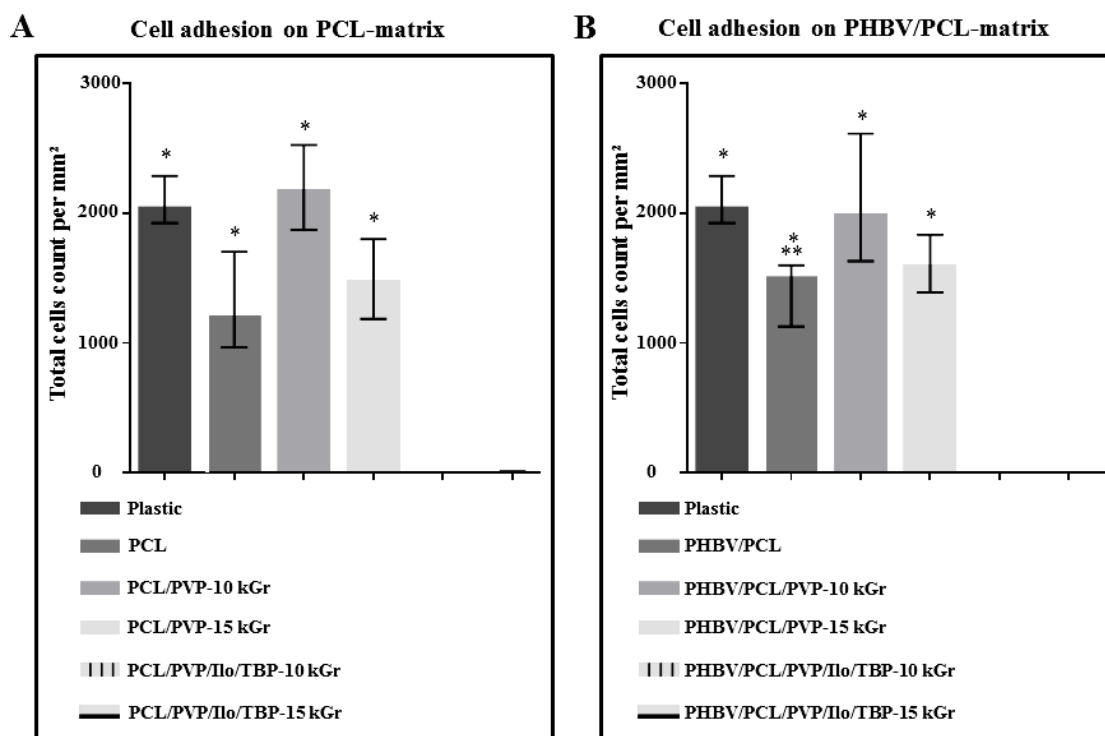 A
Cell adhesion on PCL-matrix
Total cells count per mm²
3000
2000
1000
0
*
*
*
*
Plastic
PCL
PCL/PVP-10 kGr
PCL/PVP-15 kGr
PCL/PVP/Ilo/TBP-10 kGr
PCL/PVP/Ilo/TBP-15 kGr
B
Cell adhesion on PHBV/PCL-matrix
Total cells count per mm²
3000
2000
1000
0
*
*
**
*
*
Plastic
PHBV/PCL
PHBV/PCL/PVP-10 kGr
PHBV/PCL/PVP-15 kGr
PHBV/PCL/PVP/Ilo/TBP-10 kGr
PHBV/PCL/PVP/Ilo/TBP-15 kGr